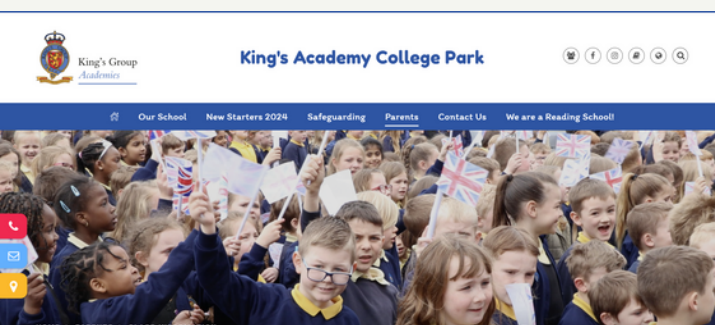 King's Group
Academies
King's Academy College Park
Our School New Starters 2024 Safeguarding Parents Contact Us We are a Reading School!